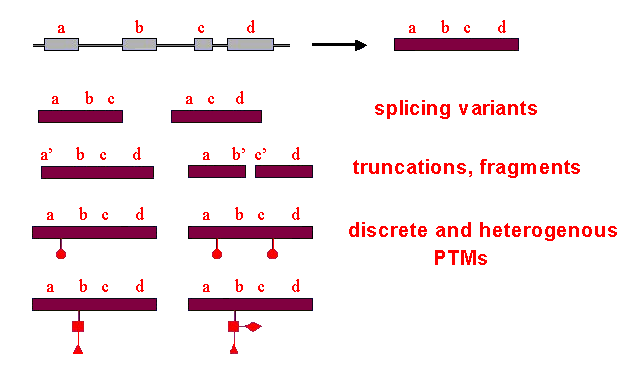 a b c d a b c d
a b c a c d splicing variants
a’ b c d a b’ c’ d truncations, fragments
a b c d a b c d discrete and heterogenous
PTMs
a b c d a b c d